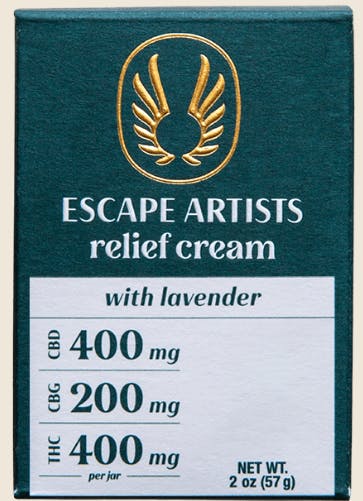 ESCAPE ARTISTS
relief cream
with lavender
CBD 400 mg
CBG 200 mg
THC 400 mg
per jar
NET WT.
2 oz (57 g)